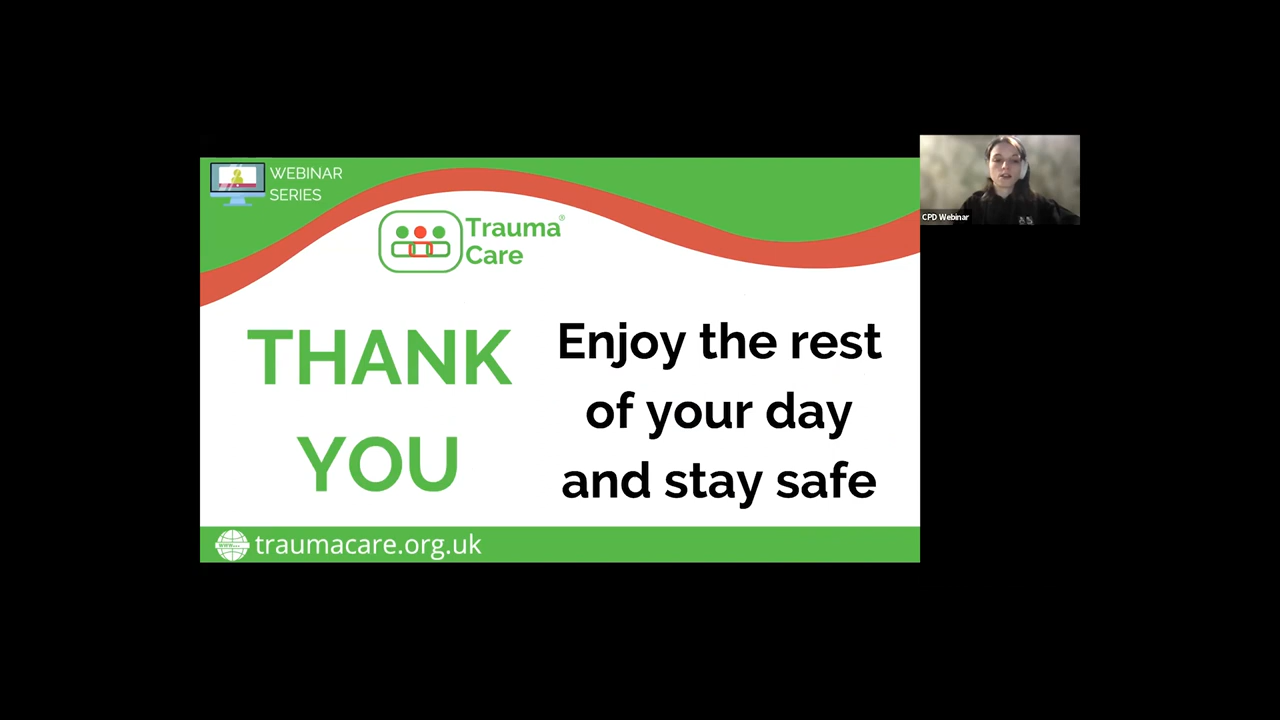 WEBINAR
SERIES
Trauma®
Care
THANK
YOU
Enjoy the rest
of your day
and stay safe
traumacare.org.uk
CPD Webinar